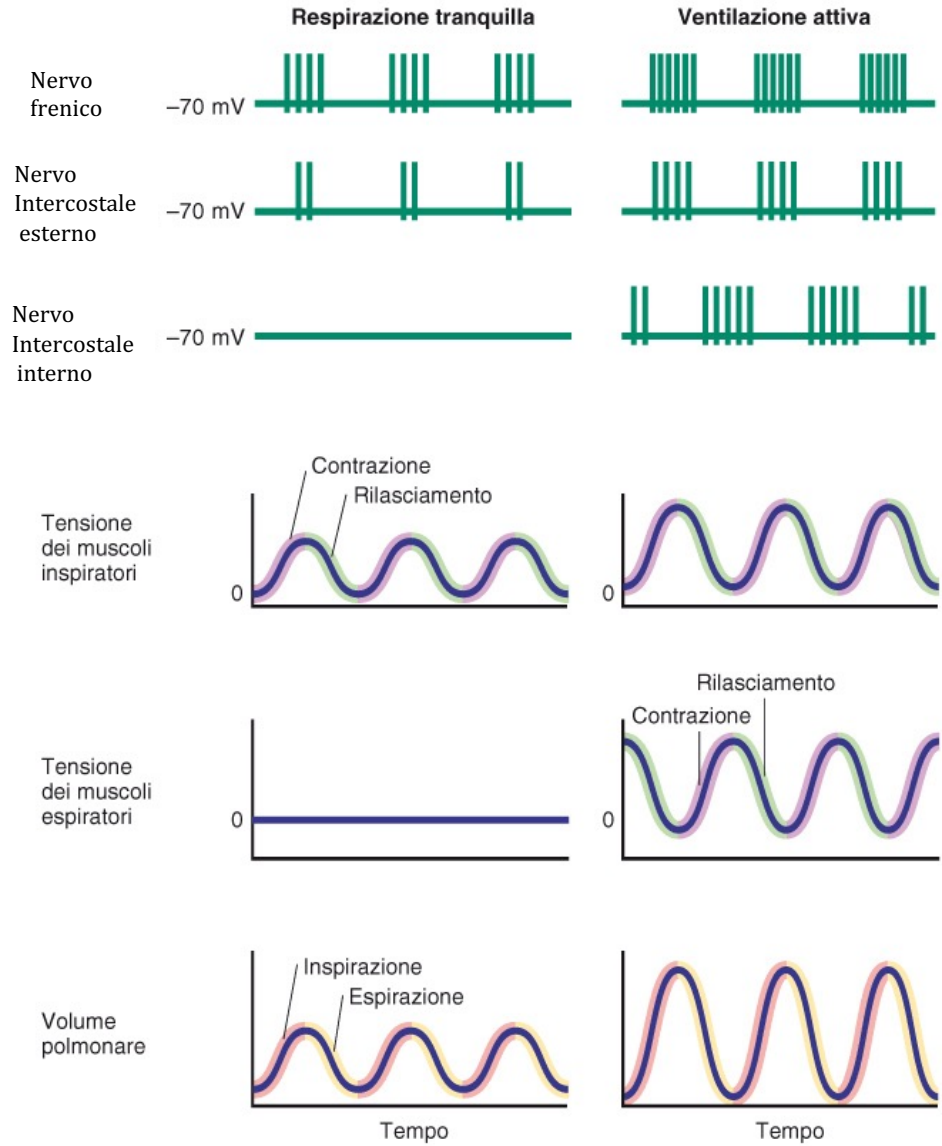 Respirazione tranquilla
Ventilazione attiva
Nervo
frenico
–70 mV
Nervo
Intercostale
esterno
–70 mV
–70 mV
Nervo
Intercostale
interno
–70 mV
Contrazione
Rilasciamento
Tensione
dei muscoli
inspiratori
0
0
Rilasciamento
Contrazione
Tensione
dei muscoli
espiratori
0
0
Inspirazione
Espirazione
Volume
polmonare
Tempo
Tempo